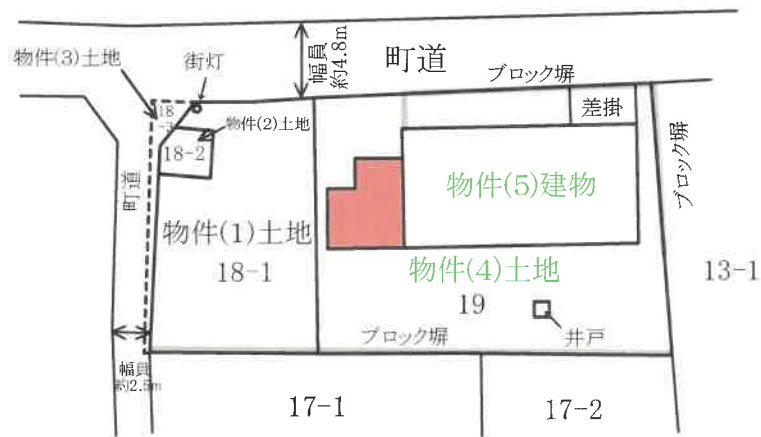 町道
幅員
約4.8m
ブロック塀
物件(3)土地
街灯
差掛
18
-3
物件(2)土地
18-2
ブロック塀
町道
物件(5)建物
物件(1)土地
18-1
物件(4)土地
13-1
19
井戸
ブロック塀
幅員
約2.5m
17-1
17-2